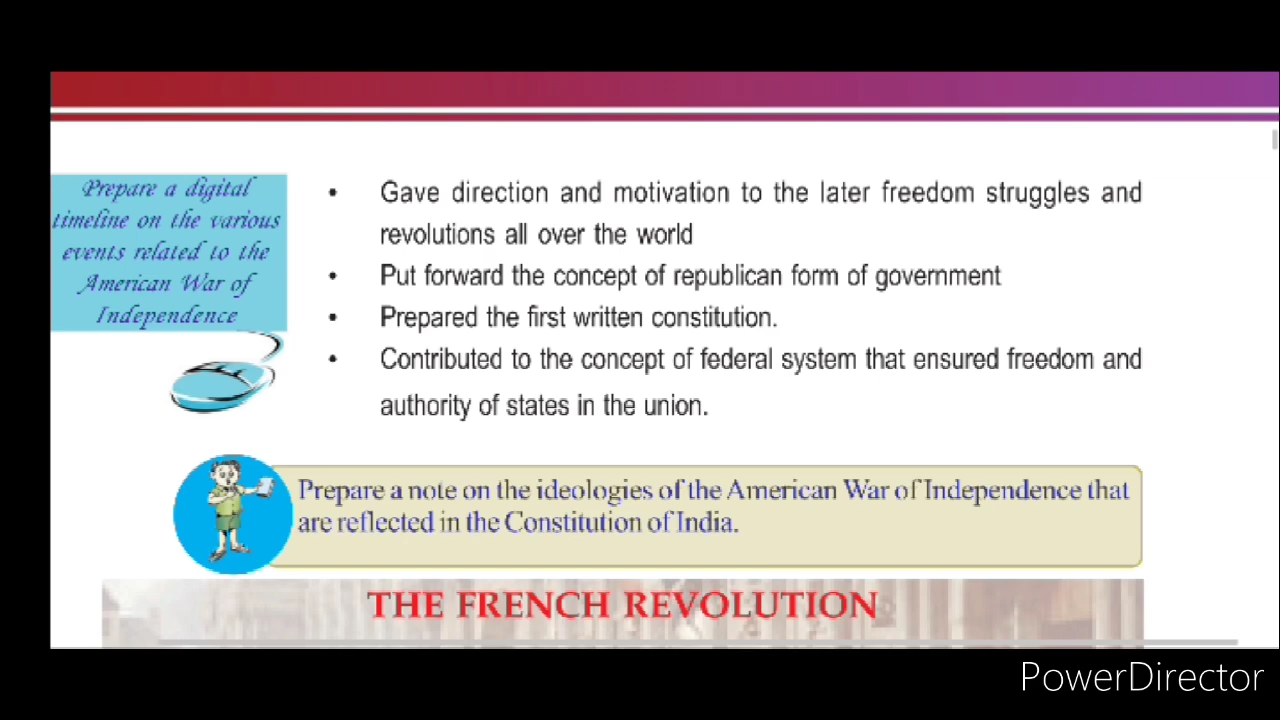 Prepare a digital
timeline on the various
events related to the
American War of
Independence
• Gave direction and motivation to the later freedom struggles and
revolutions all over the world
• Put forward the concept of republican form of government
• Prepared the first written constitution.
• Contributed to the concept of federal system that ensured freedom and
authority of states in the union.
Prepare a note on the ideologies of the American War of Independence that
are reflected in the Constitution of India.
THE FRENCH REVOLUTION
PowerDirector